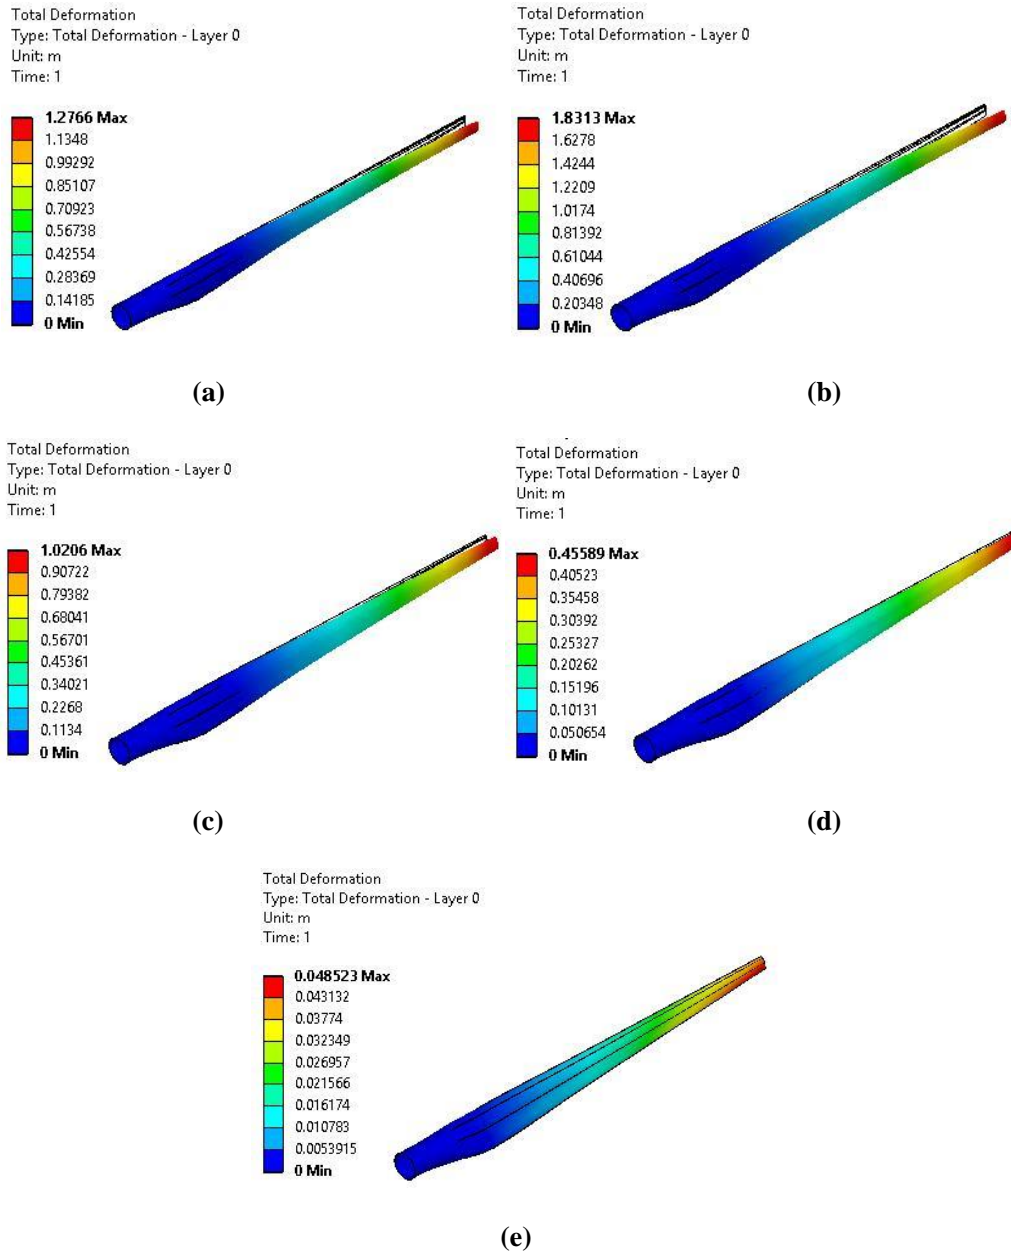 Total Deformation
Type: Total Deformation - Layer 0
Unit: m
Time: 1
1.2766 Max
1.1348
0.99292
0.85107
0.70923
0.56738
0.42554
0.28369
0.14185
0 Min
(a)
Total Deformation
Type: Total Deformation - Layer 0
Unit: m
Time: 1
1.8313 Max
1.6278
1.4244
1.2209
1.0174
0.81392
0.61044
0.40696
0.20348
0 Min
(b)
Total Deformation
Type: Total Deformation - Layer 0
Unit: m
Time: 1
1.0206 Max
0.90722
0.79382
0.68041
0.56701
0.45361
0.34021
0.2268
0.1134
0 Min
(c)
Total Deformation
Type: Total Deformation - Layer 0
Unit: m
Time: 1
0.45589 Max
0.40523
0.35458
0.30392
0.25327
0.20262
0.15196
0.10131
0.050654
0 Min
(d)
Total Deformation
Type: Total Deformation - Layer 0
Unit: m
Time: 1
0.048523 Max
0.043132
0.03774
0.032349
0.026957
0.021566
0.016174
0.010783
0.0053915
0 Min
(e)